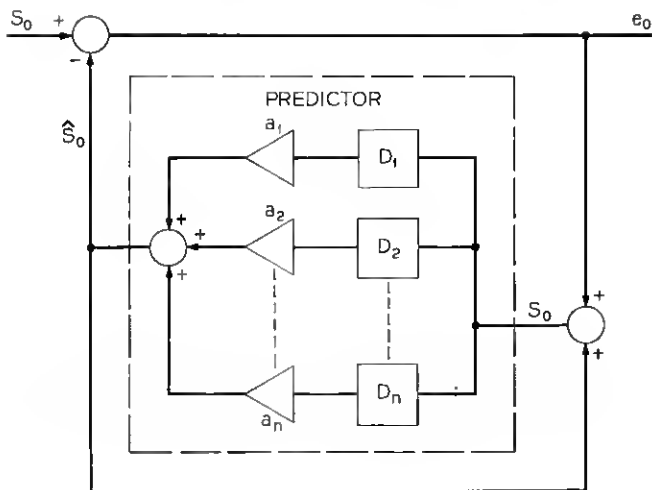 S₀ + e₀
−
PREDICTOR
Ŝ₀
a₁ D₁
+
a₂ D₂
+
+
S₀ +
+
aₙ Dₙ